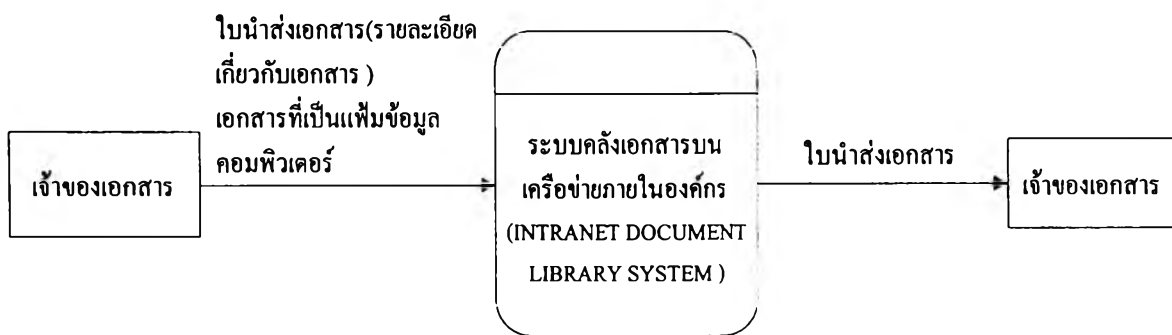 ใบนำส่งเอกสาร(รายละเอียด
เกี่ยวกับเอกสาร )
เอกสารที่เป็นแฟ้มข้อมูล
คอมพิวเตอร์
เจ้าของเอกสาร
ระบบคลังเอกสารบน
เครือข่ายภายในองค์กร
(INTRANET DOCUMENT
LIBRARY SYSTEM )
ใบนำส่งเอกสาร
เจ้าของเอกสาร